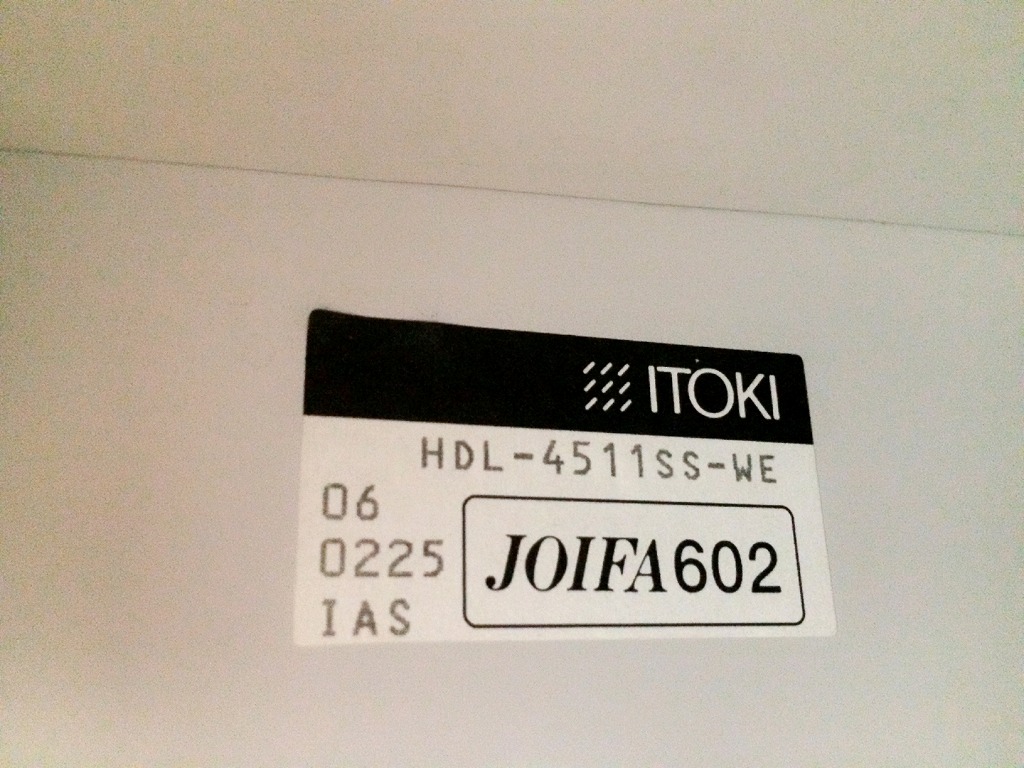 ITOKI
HDL-4511SS-WE
06
0225
IAS
JOIFA602